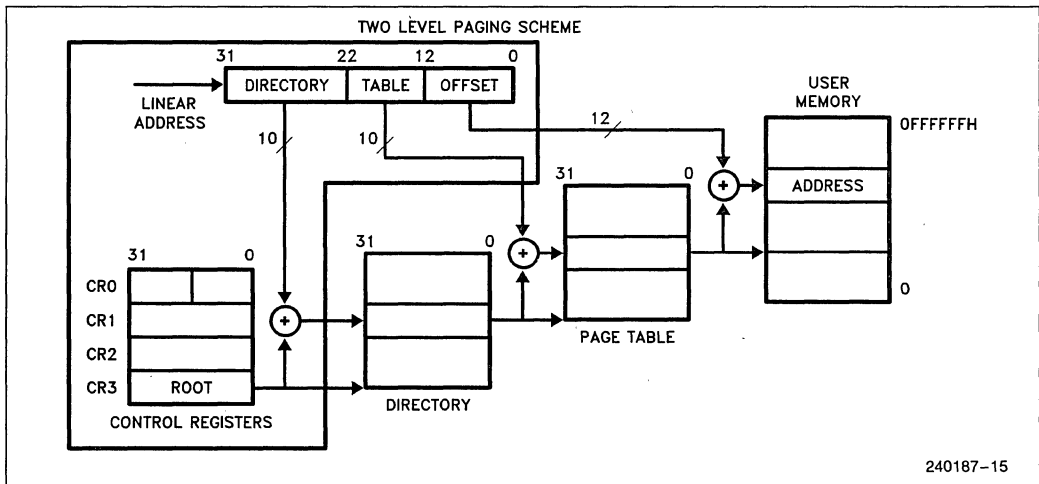 TWO LEVEL PAGING SCHEME
31 22 12 0
DIRECTORY TABLE OFFSET
LINEAR
ADDRESS
10 10 12
USER
MEMORY
0FFFFFFH
ADDRESS
0
31 0
PAGE TABLE
31 0
DIRECTORY
31 0
CR0
CR1
CR2
CR3 ROOT
CONTROL REGISTERS
240187-15